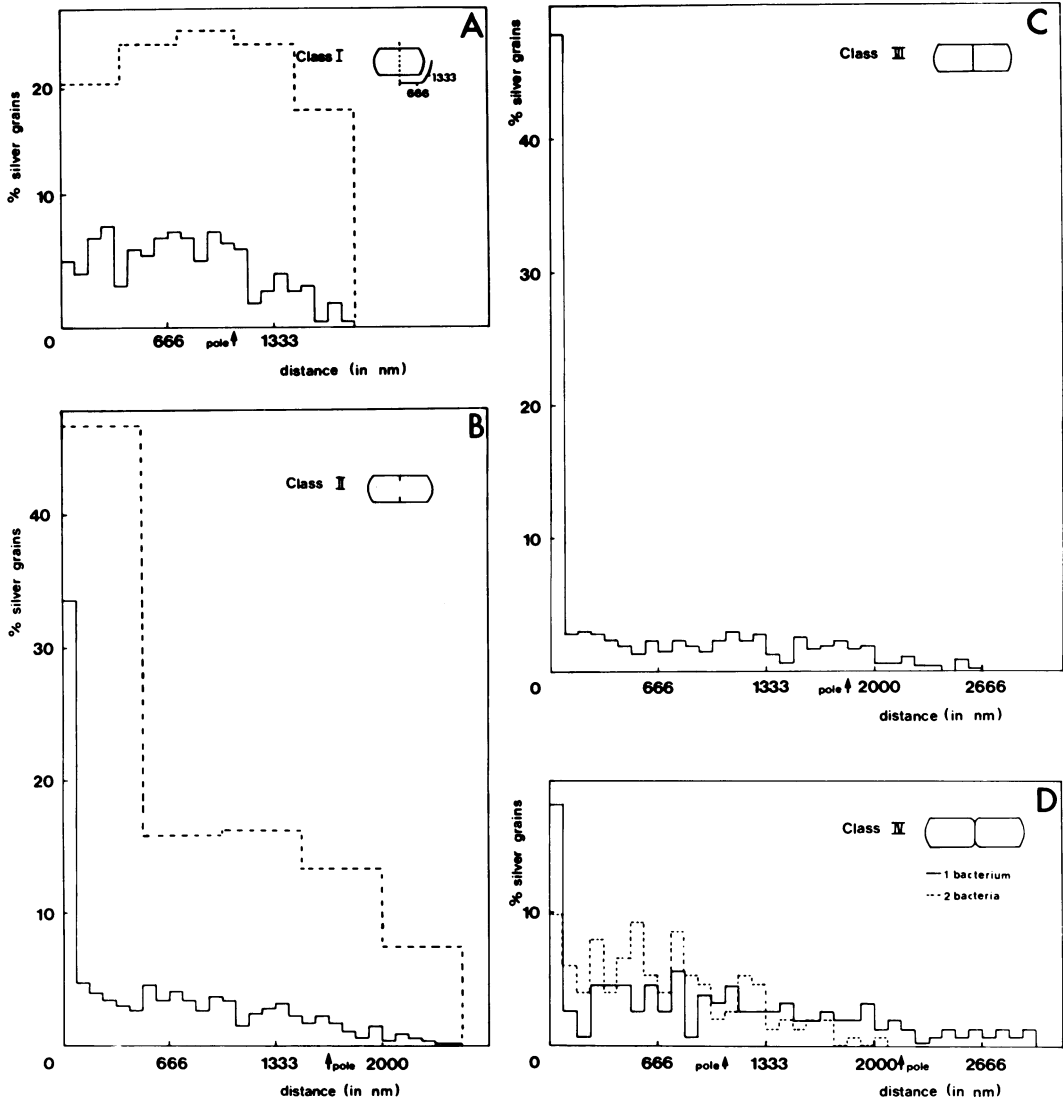 A
Class I
1333
666
% silver grains
20
10
0
666
pole
1333
distance (in nm)
B
Class II
% silver grains
40
30
20
10
0
666
1333
pole
2000
distance (in nm)
C
Class III
% silver grains
40
30
20
10
0
666
1333
pole
2000
2666
distance (in nm)
D
Class IV
1 bacterium
2 bacteria
% silver grains
10
0
666
pole
1333
2000
pole
2666
distance (in nm)